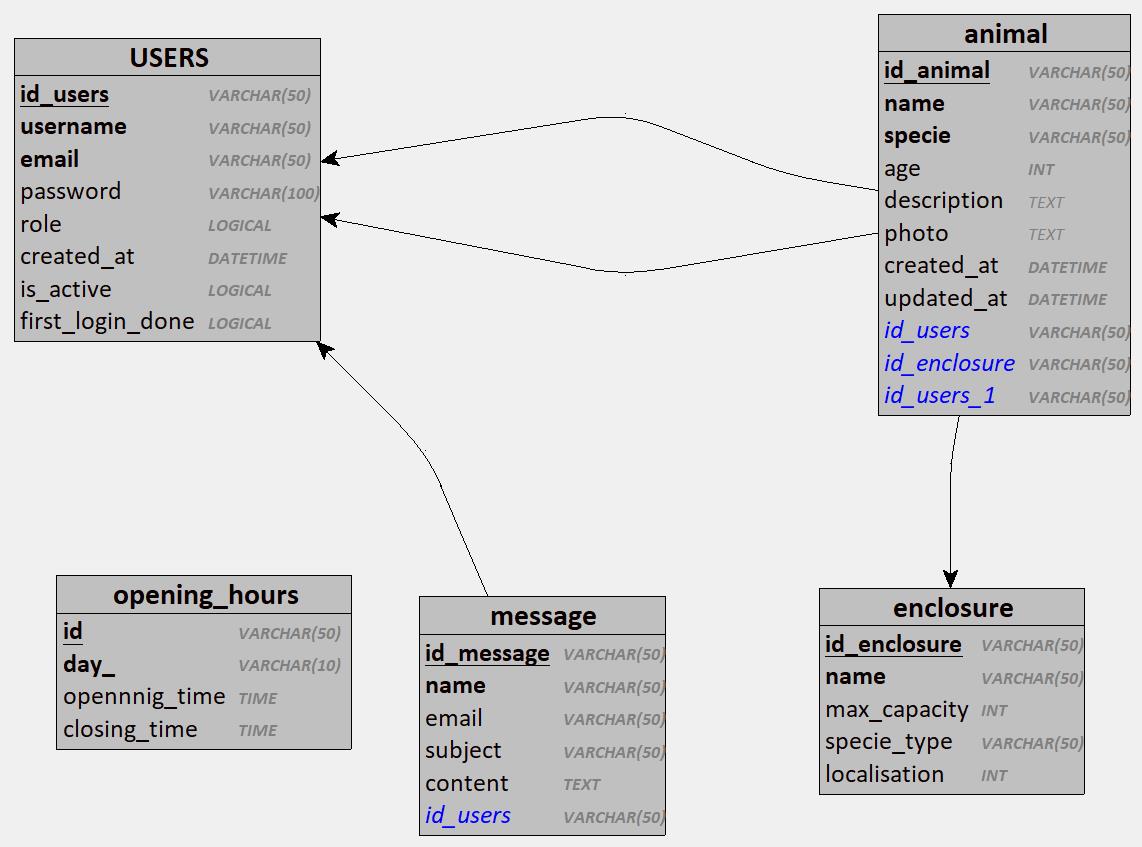 USERS
id_users VARCHAR(50)
username VARCHAR(50)
email VARCHAR(50)
password VARCHAR(100)
role LOGICAL
created_at DATETIME
is_active LOGICAL
first_login_done LOGICAL
animal
id_animal VARCHAR(50)
name VARCHAR(50)
specie VARCHAR(50)
age INT
description TEXT
photo TEXT
created_at DATETIME
updated_at DATETIME
id_users VARCHAR(50)
id_enclosure VARCHAR(50)
id_users_1 VARCHAR(50)
opening_hours
id VARCHAR(50)
day_ VARCHAR(10)
opennnig_time TIME
closing_time TIME
message
id_message VARCHAR(50)
name VARCHAR(50)
email VARCHAR(50)
subject VARCHAR(50)
content TEXT
id_users VARCHAR(50)
enclosure
id_enclosure VARCHAR(50)
name VARCHAR(50)
max_capacity INT
specie_type VARCHAR(50)
localisation INT